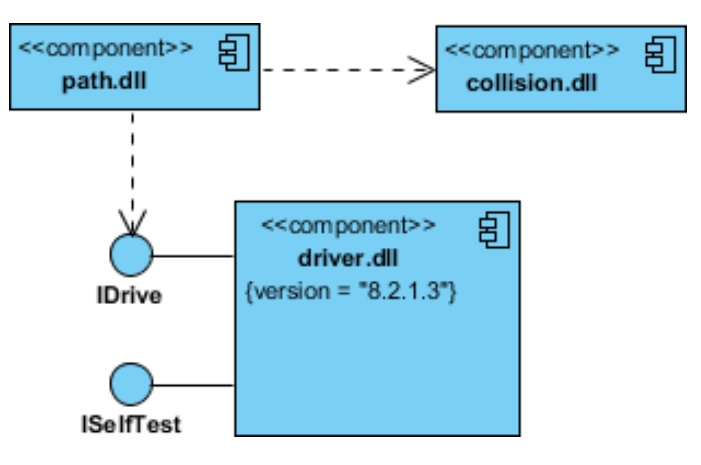 <<component>>
path.dll
<<component>>
collision.dll
<<component>>
driver.dll
{version = "8.2.1.3"}
IDrive
ISelfTest